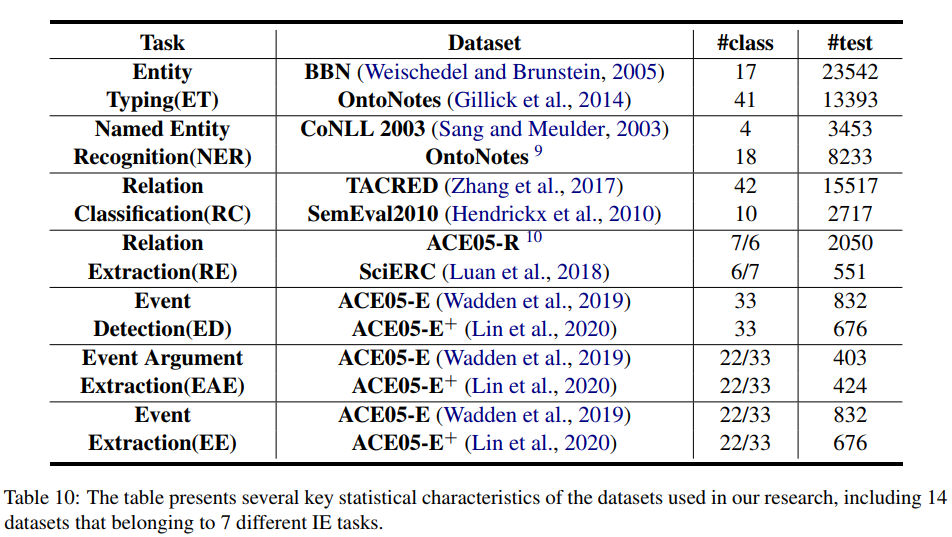 Task Dataset #class #test
Entity BBN (Weischedel and Brunstein, 2005) 17 23542
Typing(ET) OntoNotes (Gillick et al., 2014) 41 13393
Named Entity CoNLL 2003 (Sang and Meulder, 2003) 4 3453
Recognition(NER) OntoNotes 9 18 8233
Relation TACRED (Zhang et al., 2017) 42 15517
Classification(RC) SemEval2010 (Hendrickx et al., 2010) 10 2717
Relation ACE05-R 10 7/6 2050
Extraction(RE) SciERC (Luan et al., 2018) 6/7 551
Event ACE05-E (Wadden et al., 2019) 33 832
Detection(ED) ACE05-E+ (Lin et al., 2020) 33 676
Event Argument ACE05-E (Wadden et al., 2019) 22/33 403
Extraction(EAE) ACE05-E+ (Lin et al., 2020) 22/33 424
Event ACE05-E (Wadden et al., 2019) 22/33 832
Extraction(EE) ACE05-E+ (Lin et al., 2020) 22/33 676
Table 10: The table presents several key statistical characteristics of the datasets used in our research, including 14
datasets that belonging to 7 different IE tasks.